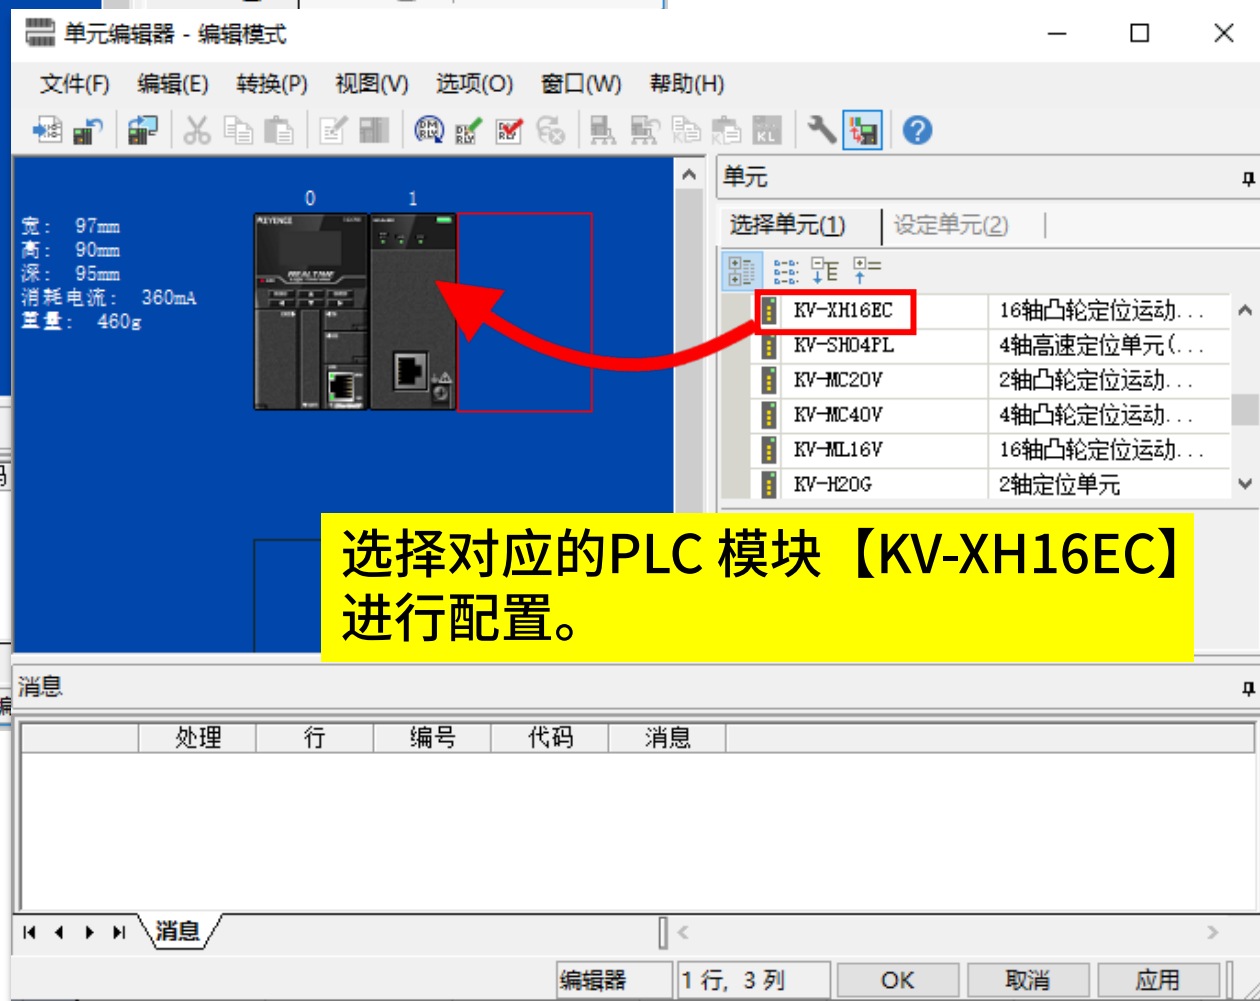 单元编辑器 - 编辑模式
文件(F) 编辑(E) 转换(P) 视图(V) 选项(O) 窗口(W) 帮助(H)
单元
选择单元(1) 设定单元(2)
0 1
宽: 97mm
高: 90mm
深: 95mm
消耗电流: 360mA
重量: 460g
KEYENCE
REALTIME
KV-XH16EC 16轴凸轮定位运动...
KV-SH04PL 4轴高速定位单元(...
KV-MC20V 2轴凸轮定位运动...
KV-MC40V 4轴凸轮定位运动...
KV-ML16V 16轴凸轮定位运动...
KV-H20G 2轴定位单元
选择对应的PLC 模块【KV-XH16EC】
进行配置。
消息
处理 行 编号 代码 消息
消息
编辑器 1 行, 3 列 OK 取消 应用